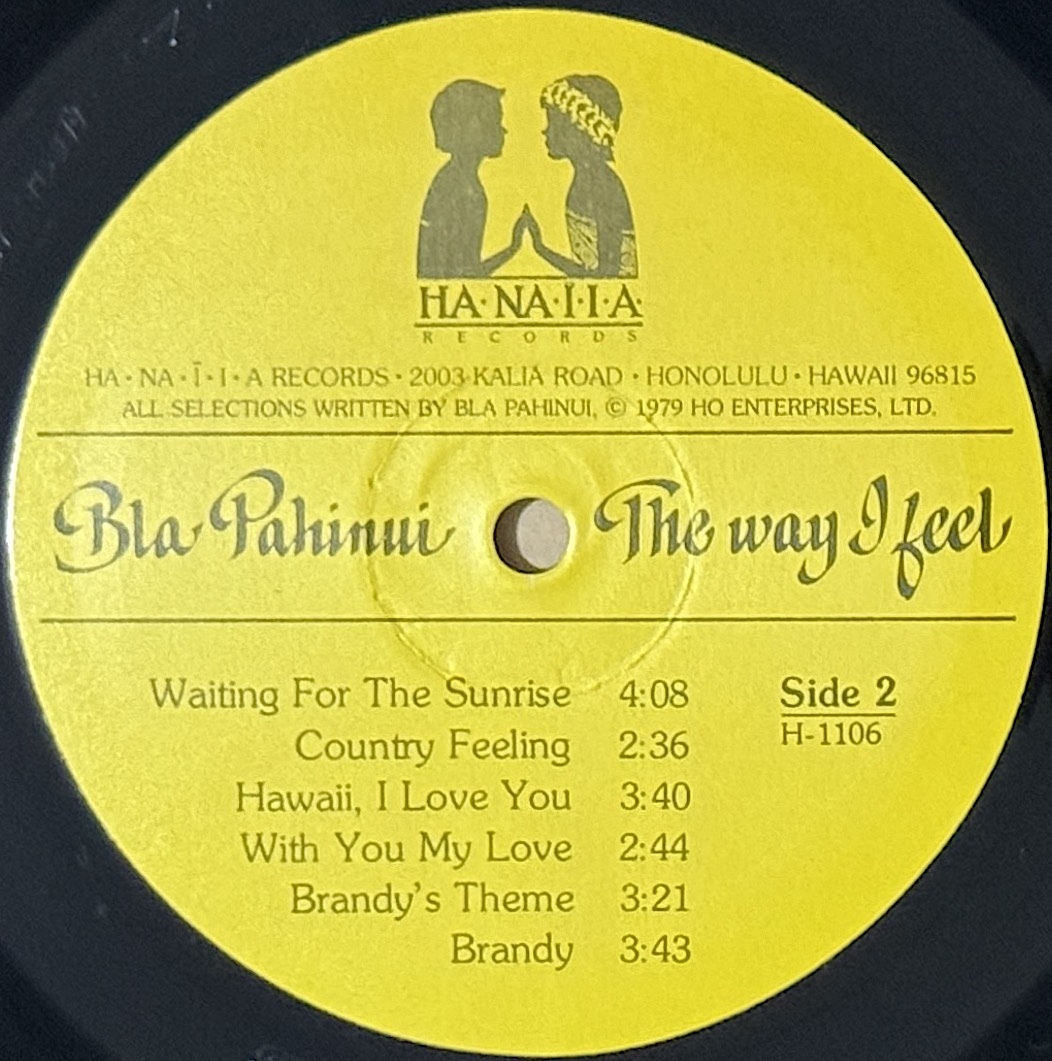 HA·NA·Ī·I·A
RECORDS
HA·NA·Ī·I·A RECORDS · 2003 KALIA ROAD · HONOLULU · HAWAII 96815
ALL SELECTIONS WRITTEN BY BLA PAHINUI, © 1979 HO ENTERPRISES, LTD.
Bla Pahinui The way I feel
Waiting For The Sunrise 4:08 Side 2
Country Feeling 2:36 H-1106
Hawaii, I Love You 3:40
With You My Love 2:44
Brandy's Theme 3:21
Brandy 3:43